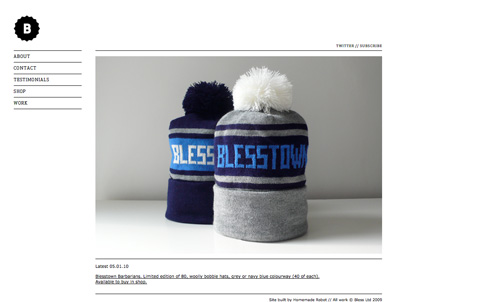 B
TWITTER // SUBSCRIBE
ABOUT
CONTACT
TESTIMONIALS
SHOP
WORK
BLESS
BLESSTOWN
Latest 05.01.10
Blesstown Barbarians. Limited edition of 80, woolly bobble hats, grey or navy blue colourway (40 of each).
Available to buy in shop.
Site built by Homemade Robot // All work © Bless Ltd 2009